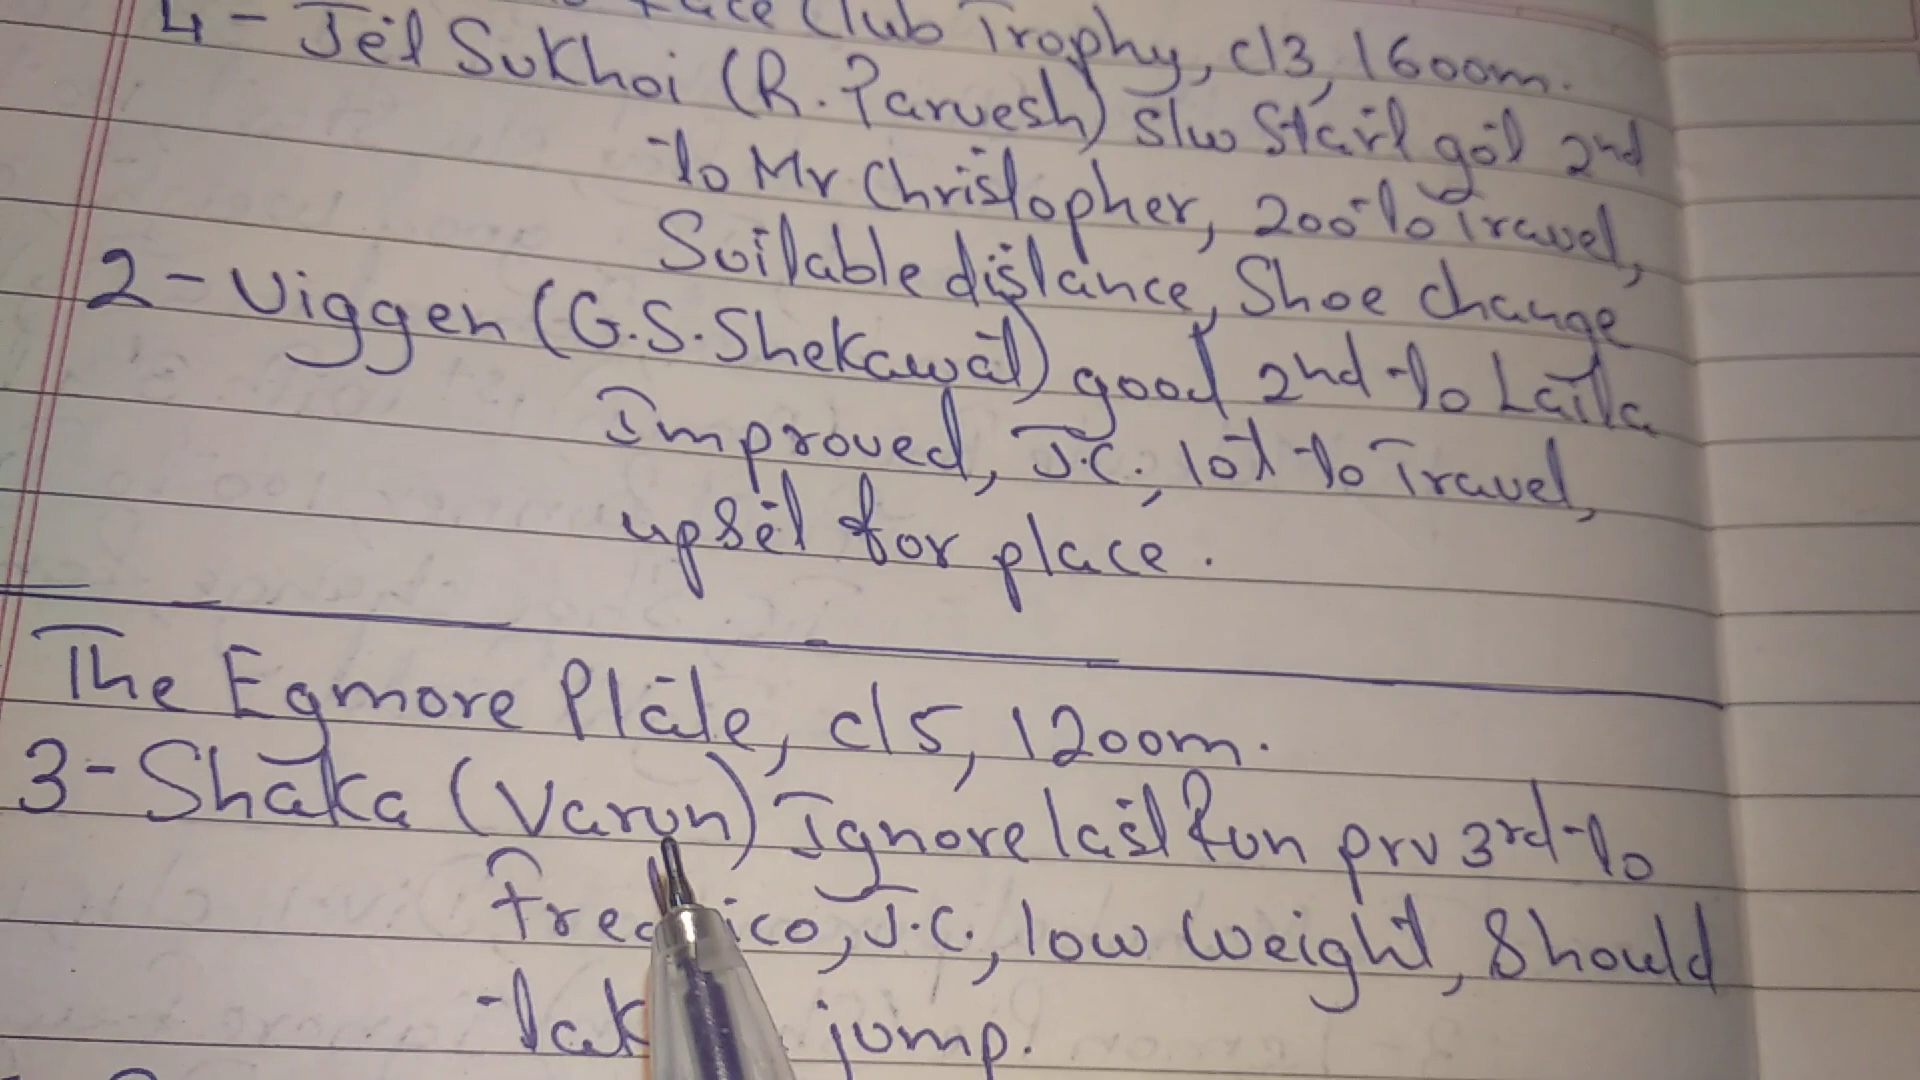 Race Club Trophy, cl3, 1600m.
4 - Jet Sukhoi (R. Parvesh) slw Start got 2nd
to Mr Christopher, 200 to Travel,
Suitable distance, Shoe change
2 - Viggen (G.S. Shekawat) good 2nd to Laila
Improved, J.C., lot to Travel,
upset for place.
The Egmore Plate, cl5, 1200m.
3 - Shaka (Varun) Ignore last Run prv 3rd to
J.C., low weight, Should
jump.